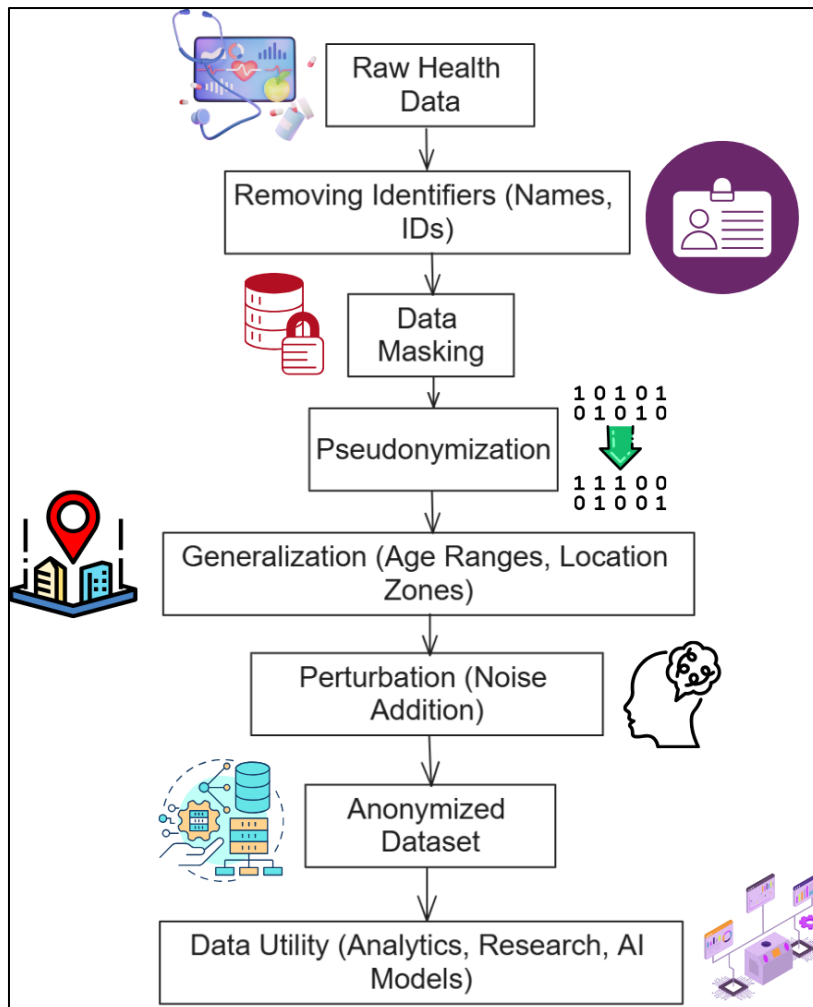 Raw Health
Data
Removing Identifiers (Names,
IDs)
Data
Masking
Pseudonymization
1 0 1 0 1
0 1 0 1 0
1 1 1 0 0
0 1 0 0 1
Generalization (Age Ranges, Location
Zones)
Perturbation (Noise
Addition)
Anonymized
Dataset
Data Utility (Analytics, Research, AI
Models)